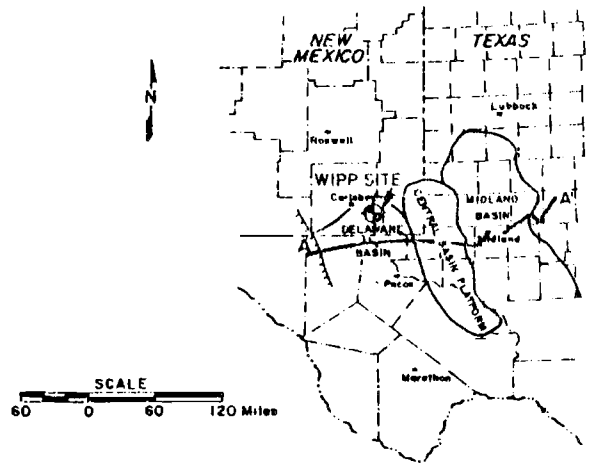 NEW
MEXICO
TEXAS
N
Lubbock
Roswell
WIPP SITE
Carlsbad
MIDLAND
BASIN
A'
A
DELAWARE
BASIN
Midland
CENTRAL BASIN PLATFORM
Pecos
Marathon
SCALE
60 0 60 120 Miles